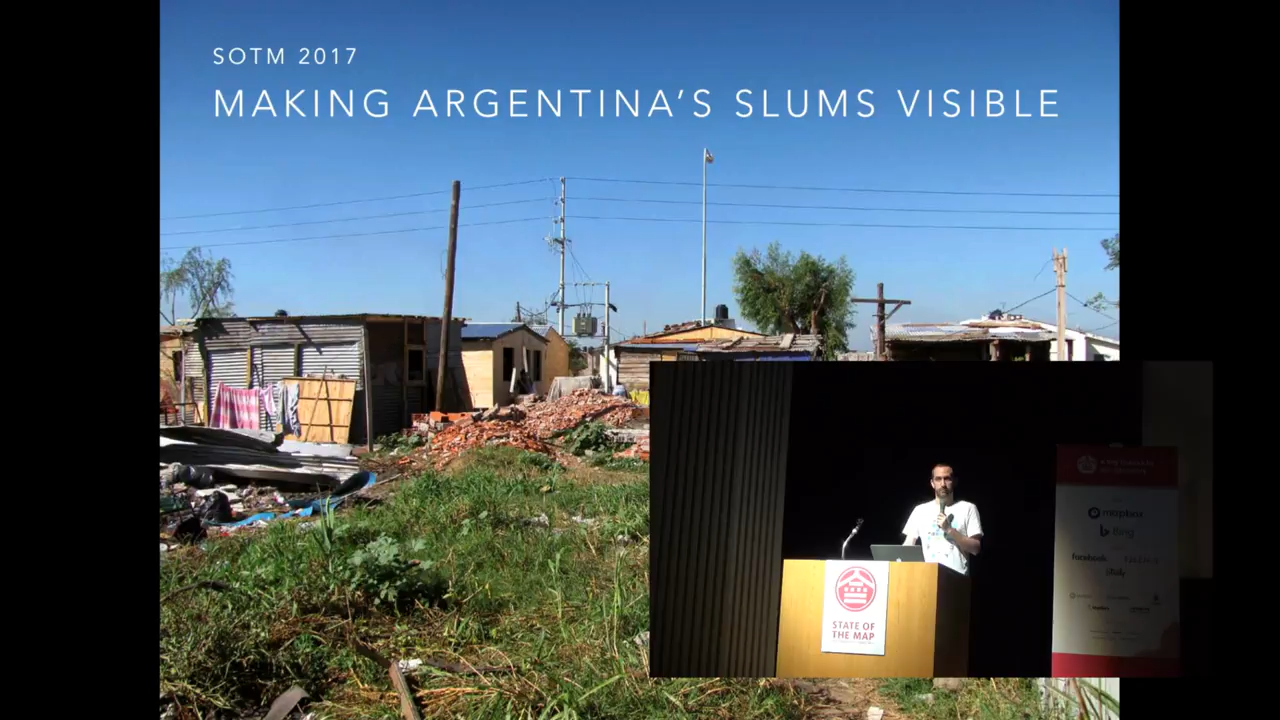 SOTM 2017
MAKING ARGENTINA'S SLUMS VISIBLE
STATE OF
THE MAP
mapbox
Bing
facebook